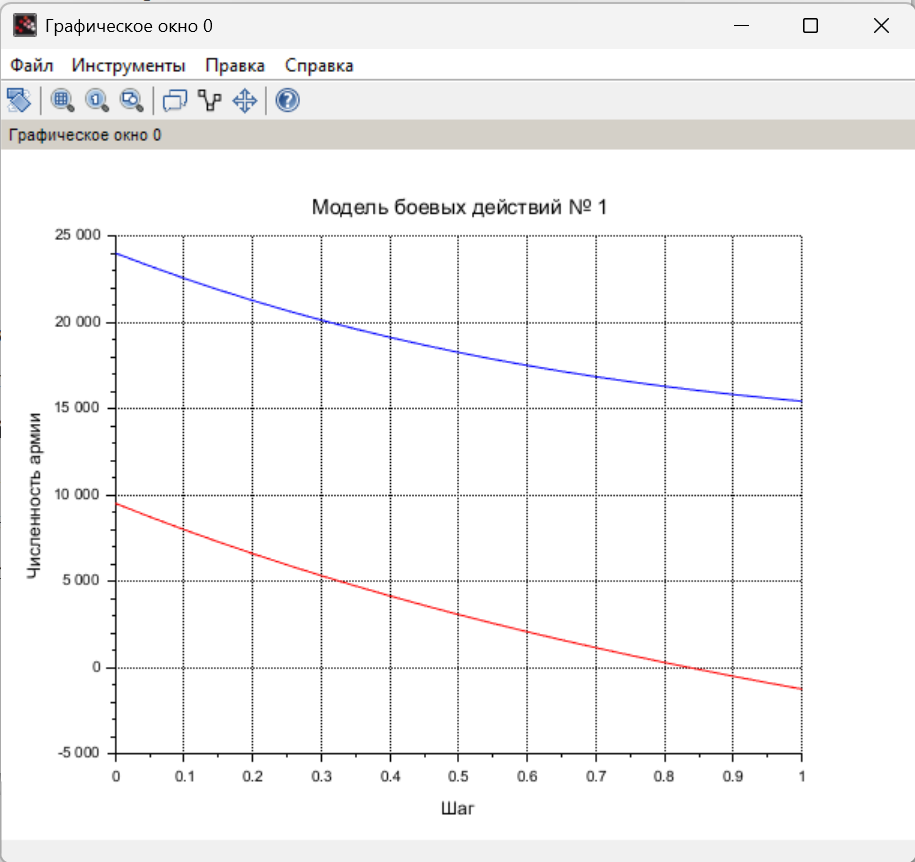 Графическое окно 0
Файл Инструменты Правка Справка
Графическое окно 0
Модель боевых действий № 1
25 000
20 000
15 000
10 000
5 000
0
-5 000
Численность армии
0 0.1 0.2 0.3 0.4 0.5 0.6 0.7 0.8 0.9 1
Шаг